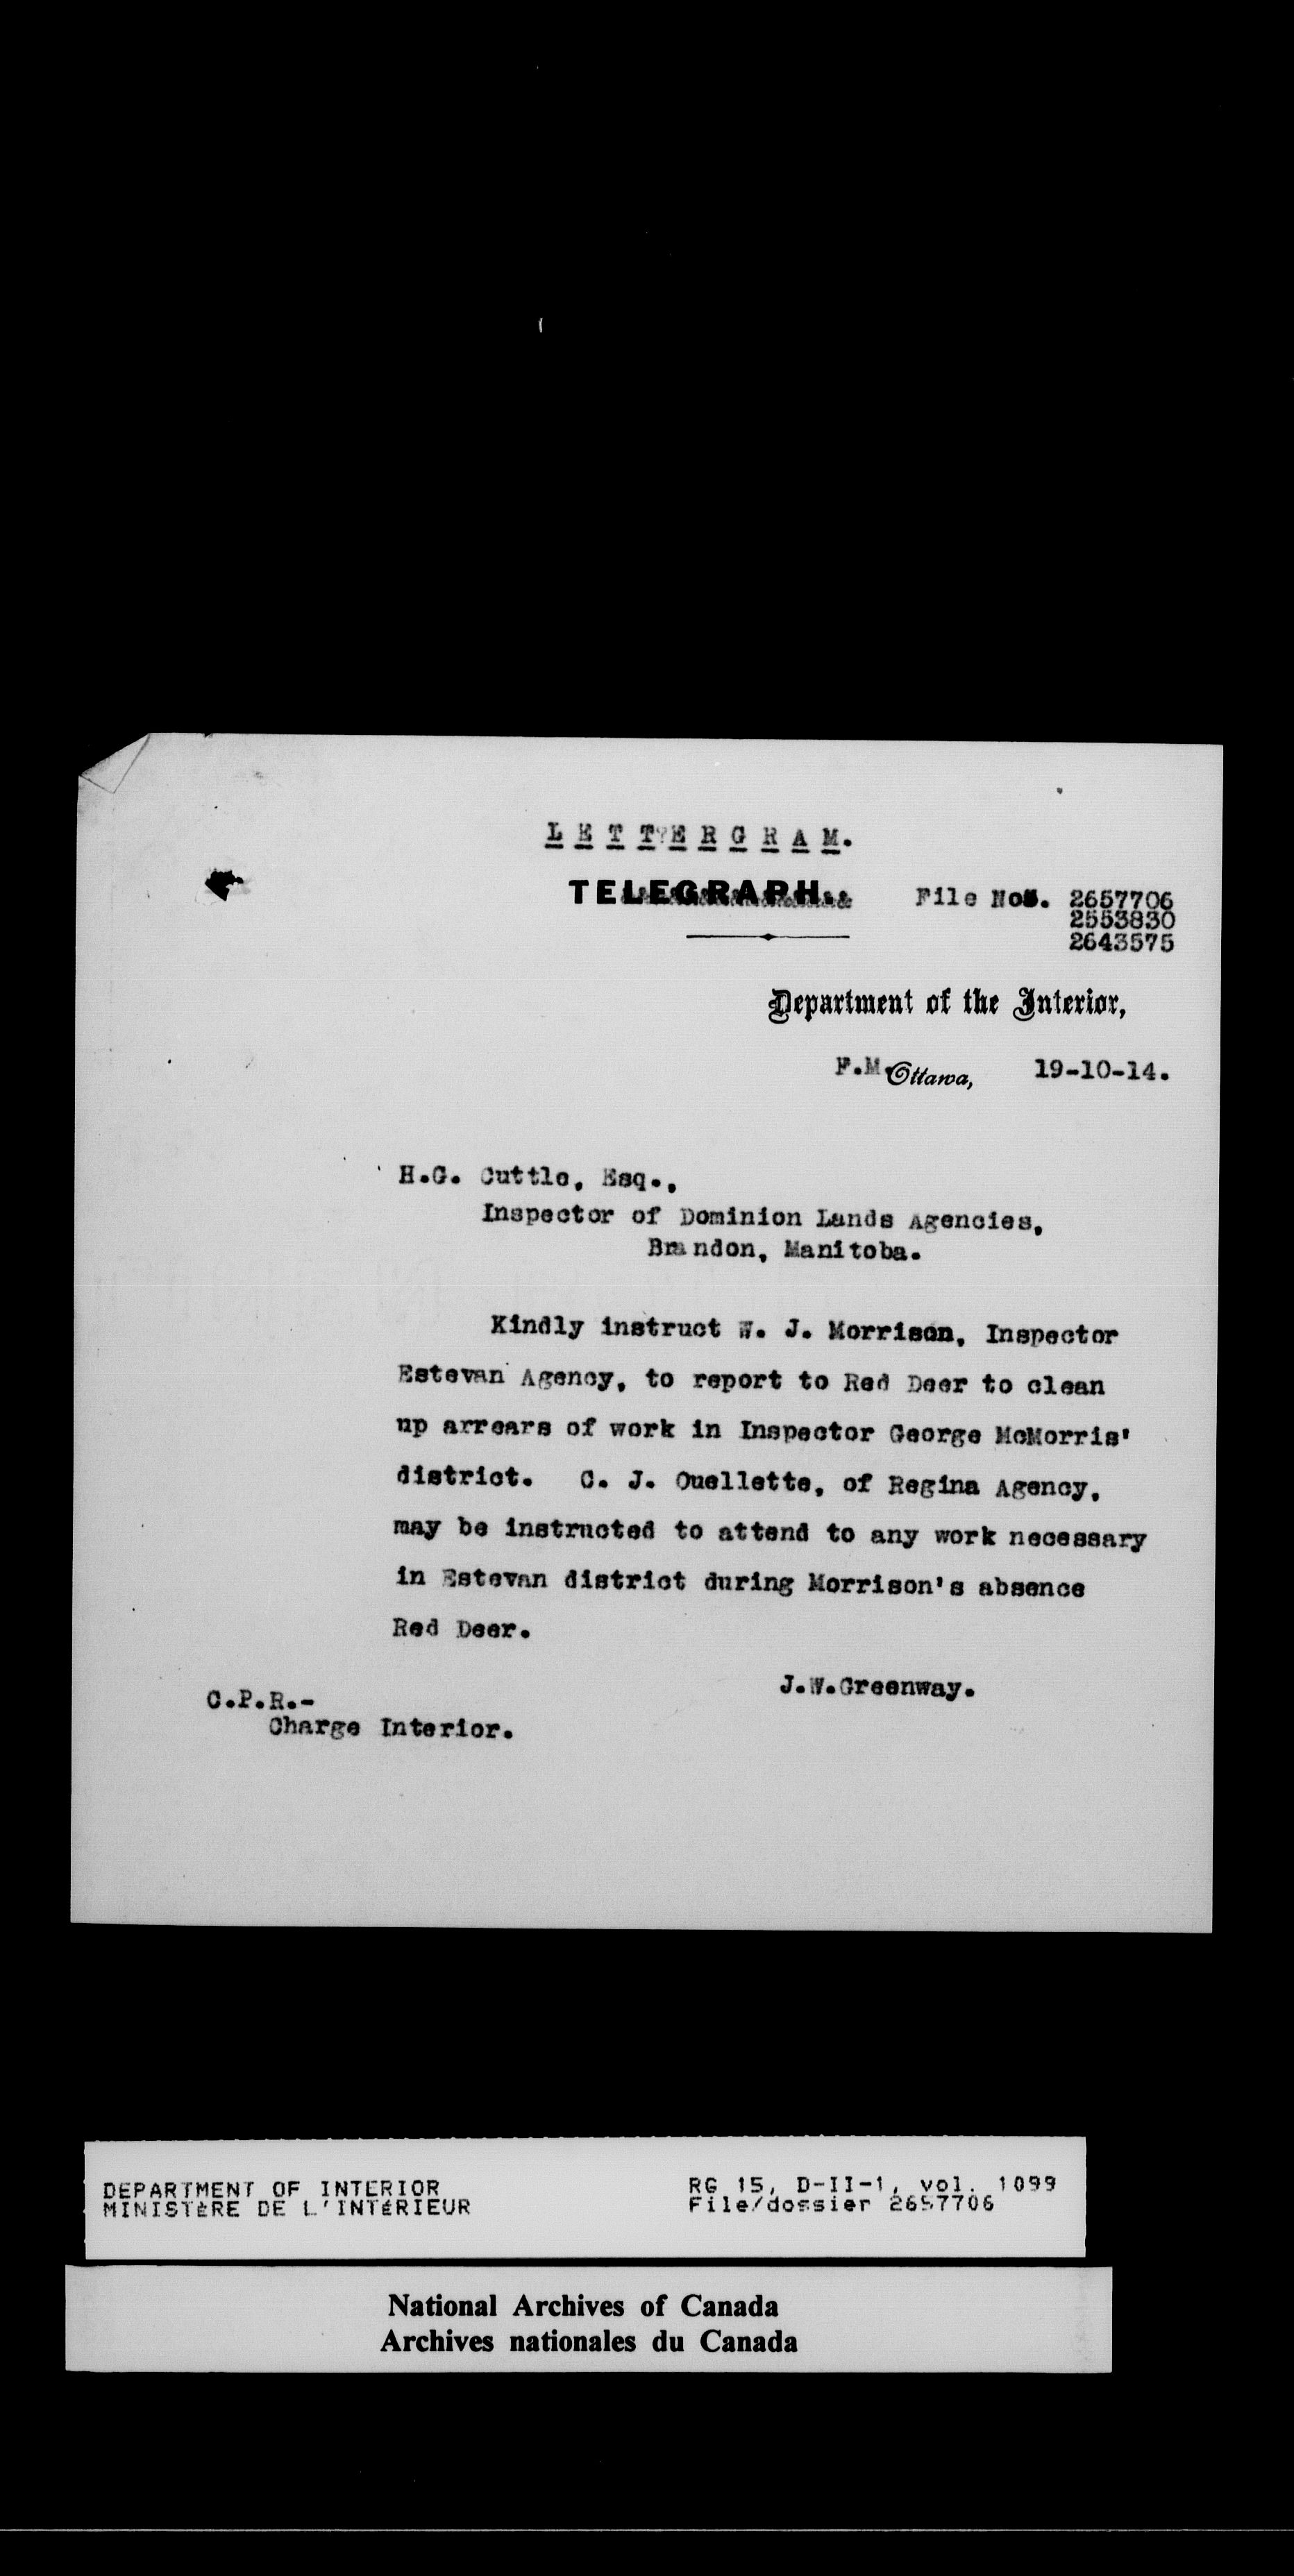 LETTERGRAM.
TELEGRAPH.
File Nos. 2657706
2553830
2643575
Department of the Interior,
F.M. Ottawa, 19-10-14.
H.G. Cuttle, Esq.,
Inspector of Dominion Lands Agencies,
Brandon, Manitoba.
Kindly instruct W. J. Morrison, Inspector
Estevan Agency, to report to Red Deer to clean
up arrears of work in Inspector George McMorris'
district. C. J. Ouellette, of Regina Agency,
may be instructed to attend to any work necessary
in Estevan district during Morrison's absence
Red Deer.
J.W.Greenway.
C.P.R.-
Charge Interior.
DEPARTMENT OF INTERIOR
MINISTÈRE DE L'INTÉRIEUR
RG 15, D-II-1, vol. 1099
File/dossier 2657706
National Archives of Canada
Archives nationales du Canada